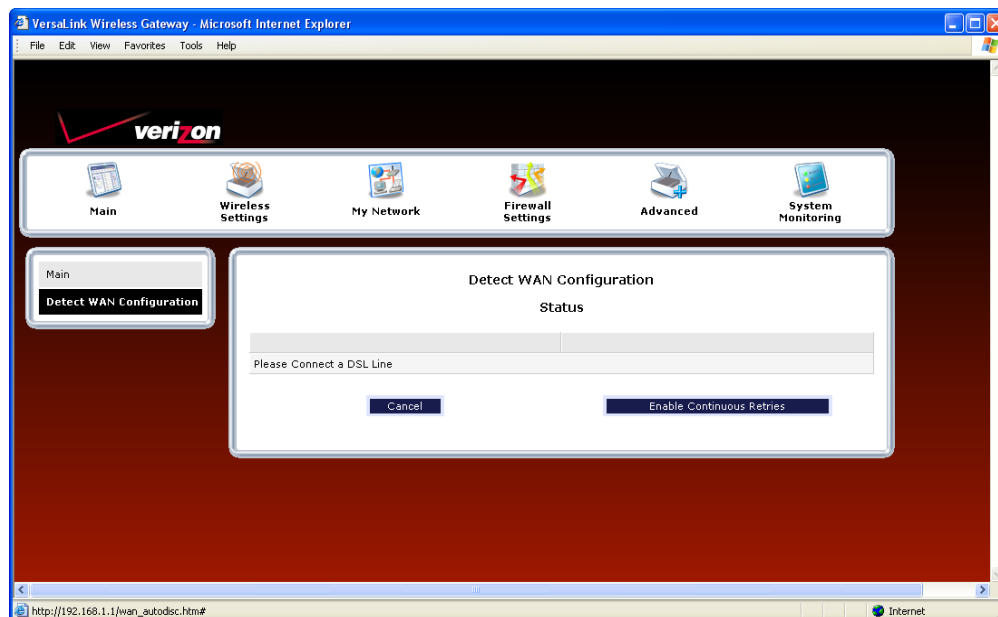 VersaLink Wireless Gateway - Microsoft Internet Explorer
File Edit View Favorites Tools Help
verizon
Main
Wireless Settings
My Network
Firewall Settings
Advanced
System Monitoring
Main
Detect WAN Configuration
Detect WAN Configuration
Status
Please Connect a DSL Line
Cancel
Enable Continuous Retries
http://192.168.1.1/wan_autodisc.htm#
Internet